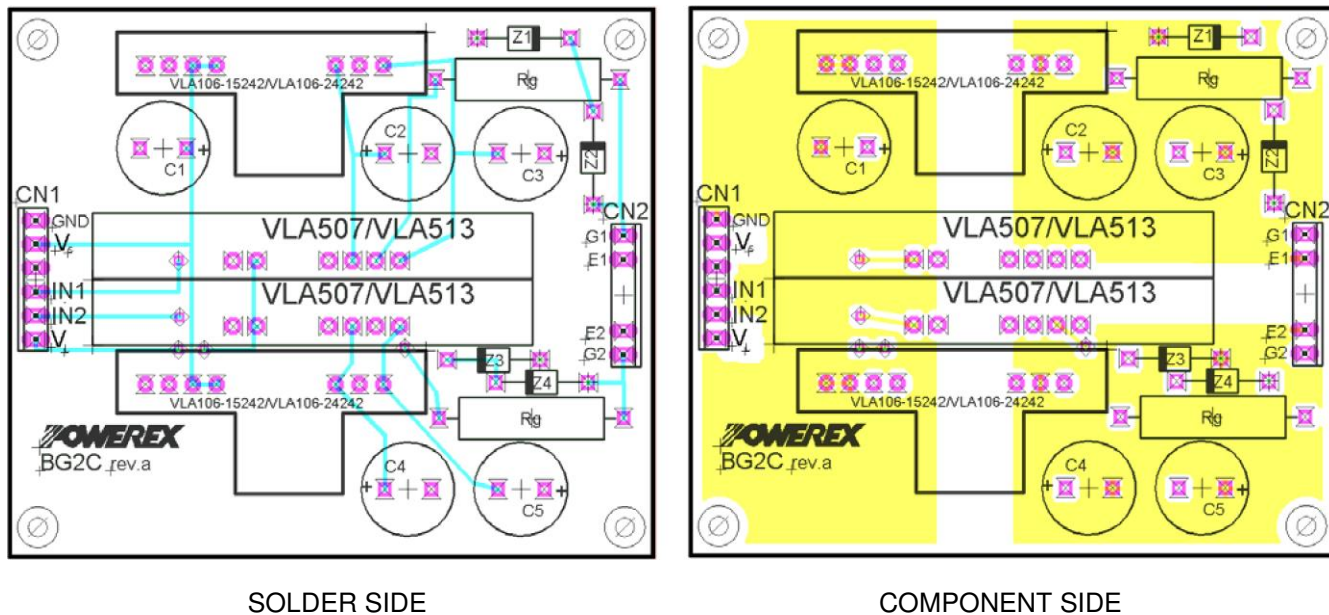 Z1
VLA106-15242/VLA106-24242
Rg
C2
Z2
C1
C3
CN1
CN2
GND
VLA507/VLA513
G1
Vs
E1
IN1
VLA507/VLA513
IN2
E2
V+
G2
Z3
Z4
VLA106-15242/VLA106-24242
Rg
POWEREX
BG2C rev.a
C4
C5
Z1
VLA106-15242/VLA106-24242
Rg
C2
Z2
C1
C3
CN1
CN2
GND
VLA507/VLA513
G1
Vs
E1
IN1
VLA507/VLA513
IN2
E2
V+
G2
Z3
Z4
VLA106-15242/VLA106-24242
Rg
POWEREX
BG2C rev.a
C4
C5
SOLDER SIDE
COMPONENT SIDE